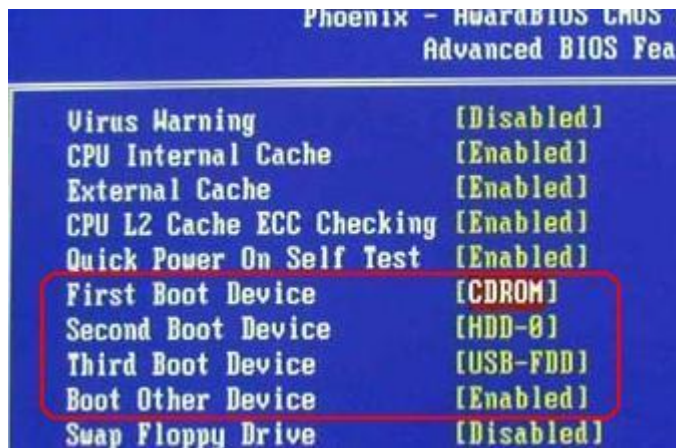 Phoenix - AwardBIOS CMOS
Advanced BIOS Fea
Virus Warning [Disabled]
CPU Internal Cache [Enabled]
External Cache [Enabled]
CPU L2 Cache ECC Checking [Enabled]
Quick Power On Self Test [Enabled]
First Boot Device [CDROM]
Second Boot Device [HDD-0]
Third Boot Device [USB-FDD]
Boot Other Device [Enabled]
Swap Floppy Drive [Disabled]